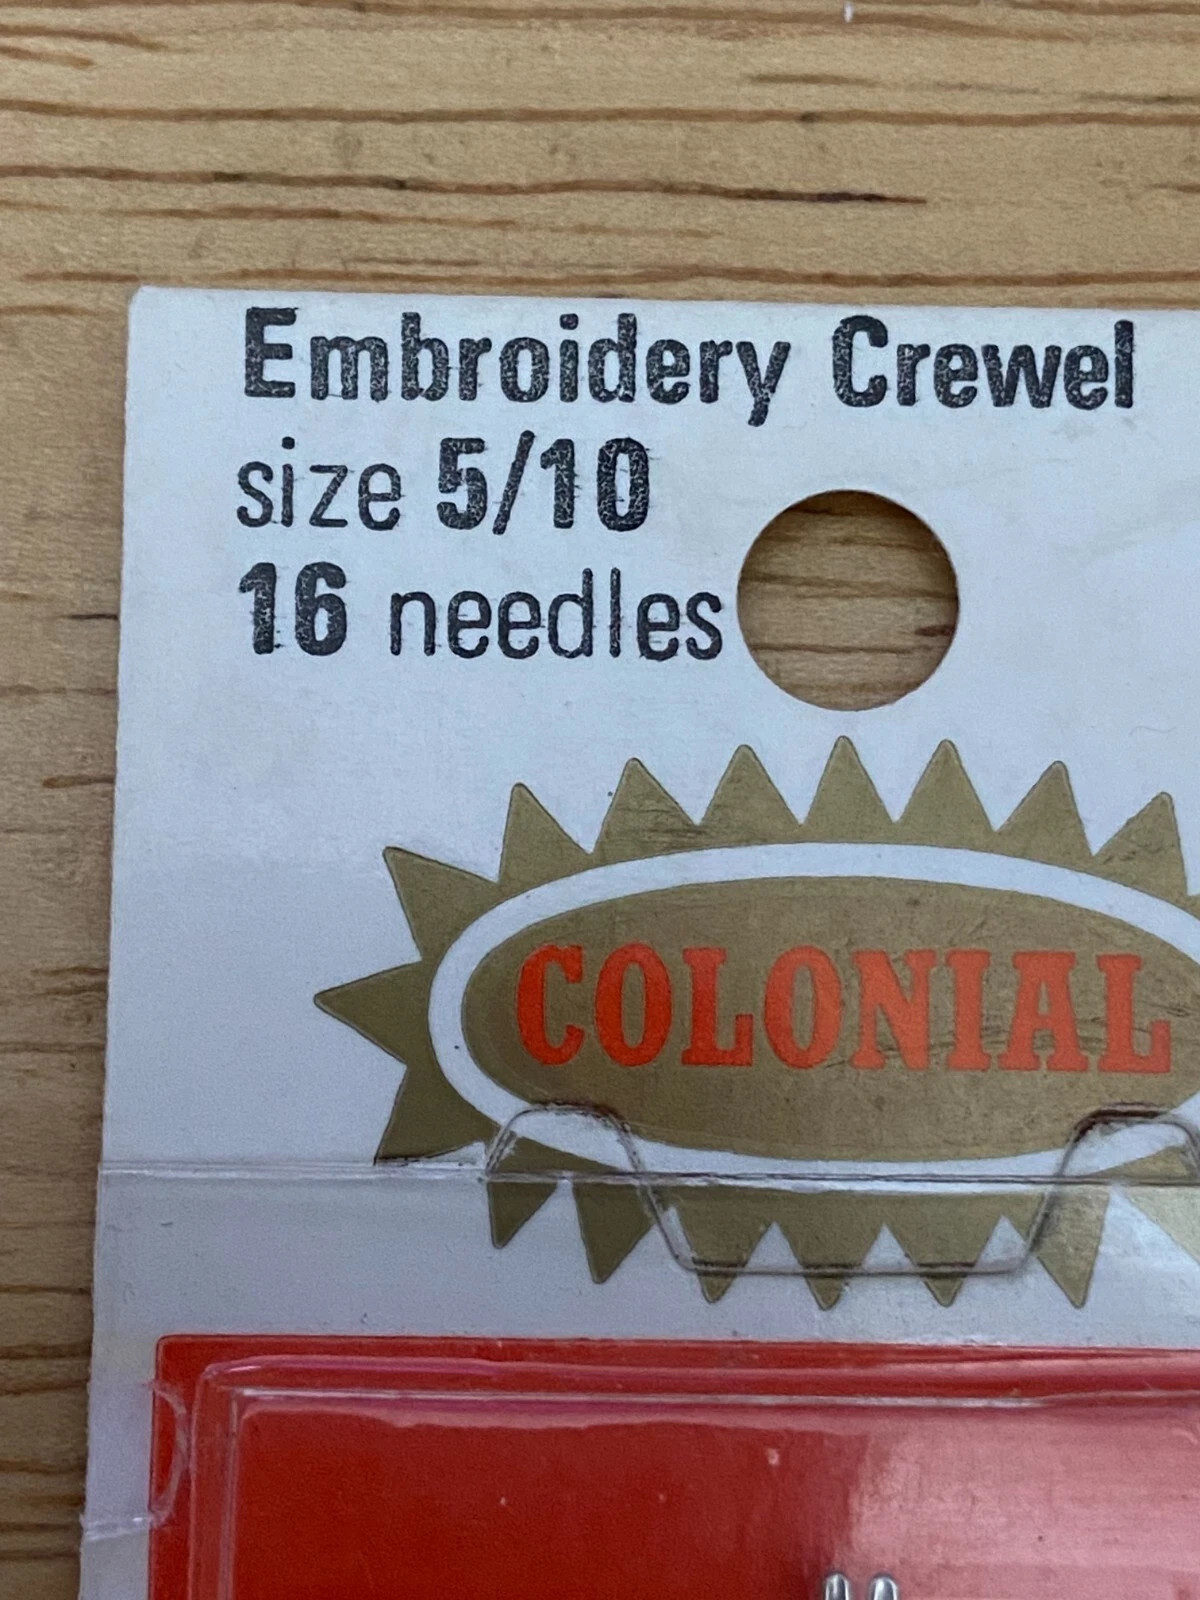 Embroidery Crewel
size 5/10
16 needles
COLONIAL